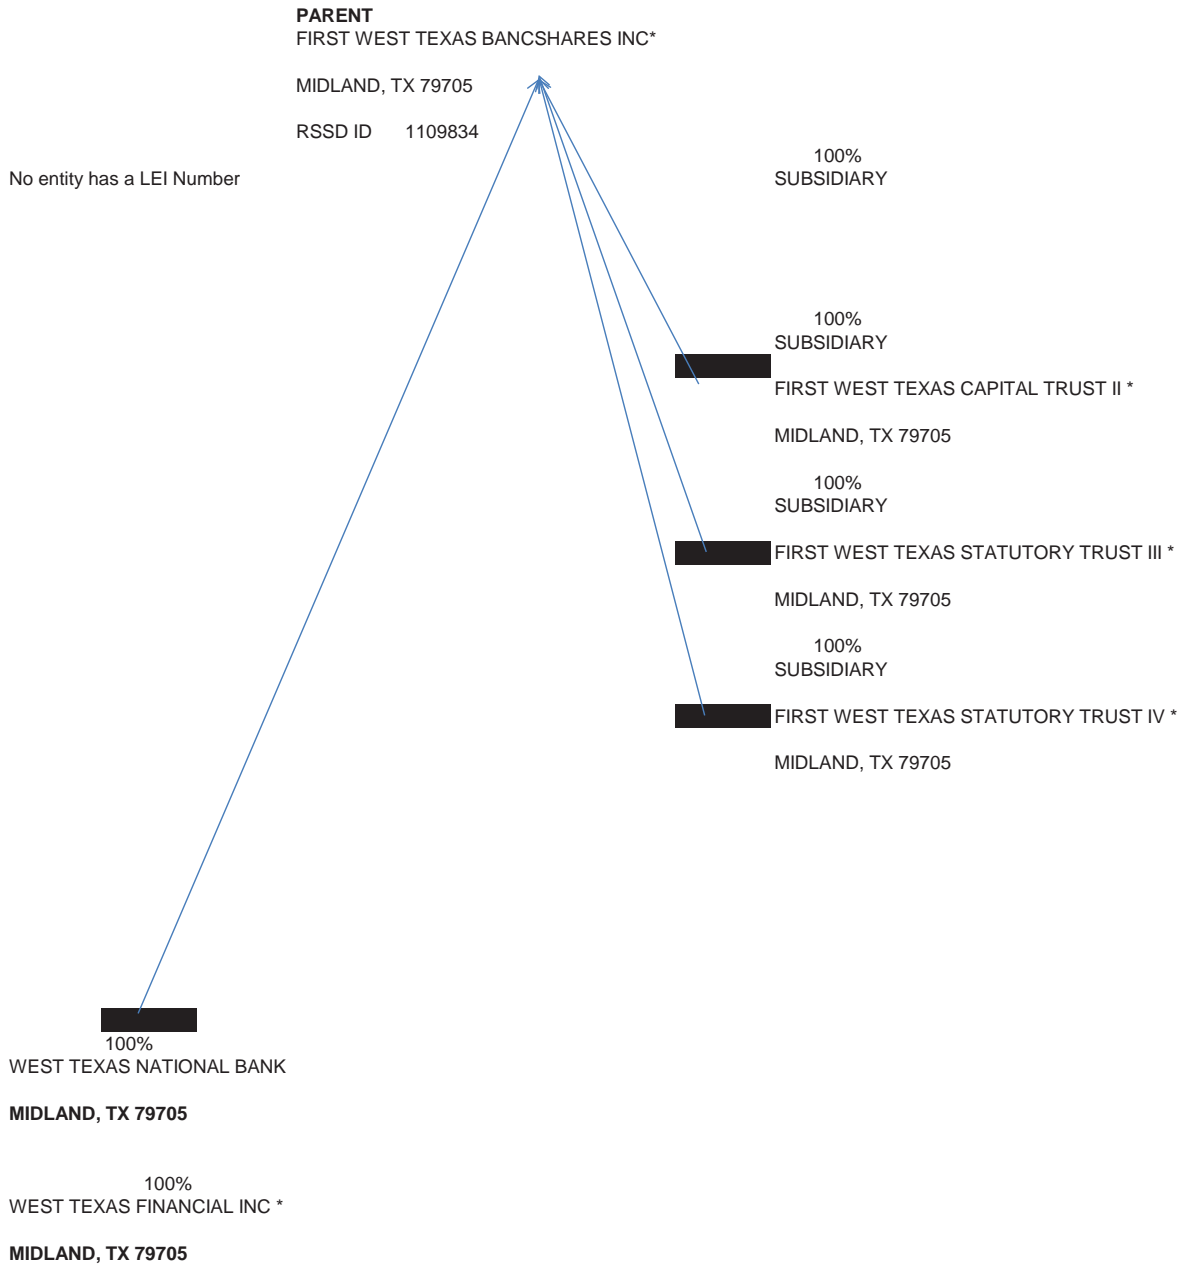 PARENT
FIRST WEST TEXAS BANCSHARES INC*
MIDLAND, TX 79705
RSSD ID 1109834
No entity has a LEI Number
100%
SUBSIDIARY
100%
SUBSIDIARY
FIRST WEST TEXAS CAPITAL TRUST II *
MIDLAND, TX 79705
100%
SUBSIDIARY
FIRST WEST TEXAS STATUTORY TRUST III *
MIDLAND, TX 79705
100%
SUBSIDIARY
FIRST WEST TEXAS STATUTORY TRUST IV *
MIDLAND, TX 79705
100%
WEST TEXAS NATIONAL BANK
MIDLAND, TX 79705
100%
WEST TEXAS FINANCIAL INC *
MIDLAND, TX 79705